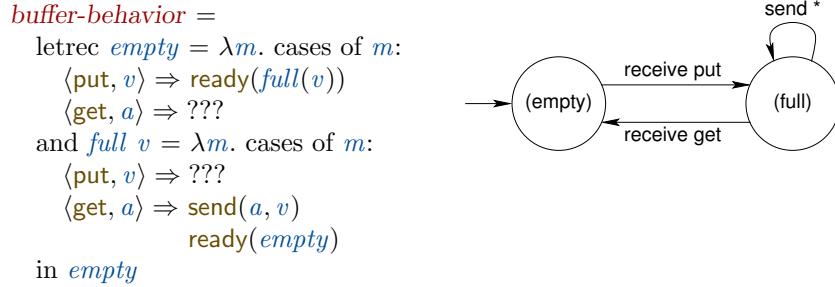 buffer-behavior =
letrec empty = λm. cases of m:
⟨put, v⟩ ⇒ ready(full(v))
⟨get, a⟩ ⇒ ???
and full v = λm. cases of m:
⟨put, v⟩ ⇒ ???
⟨get, a⟩ ⇒ send(a, v)
ready(empty)
in empty
send *
receive put
(empty)
(full)
receive get